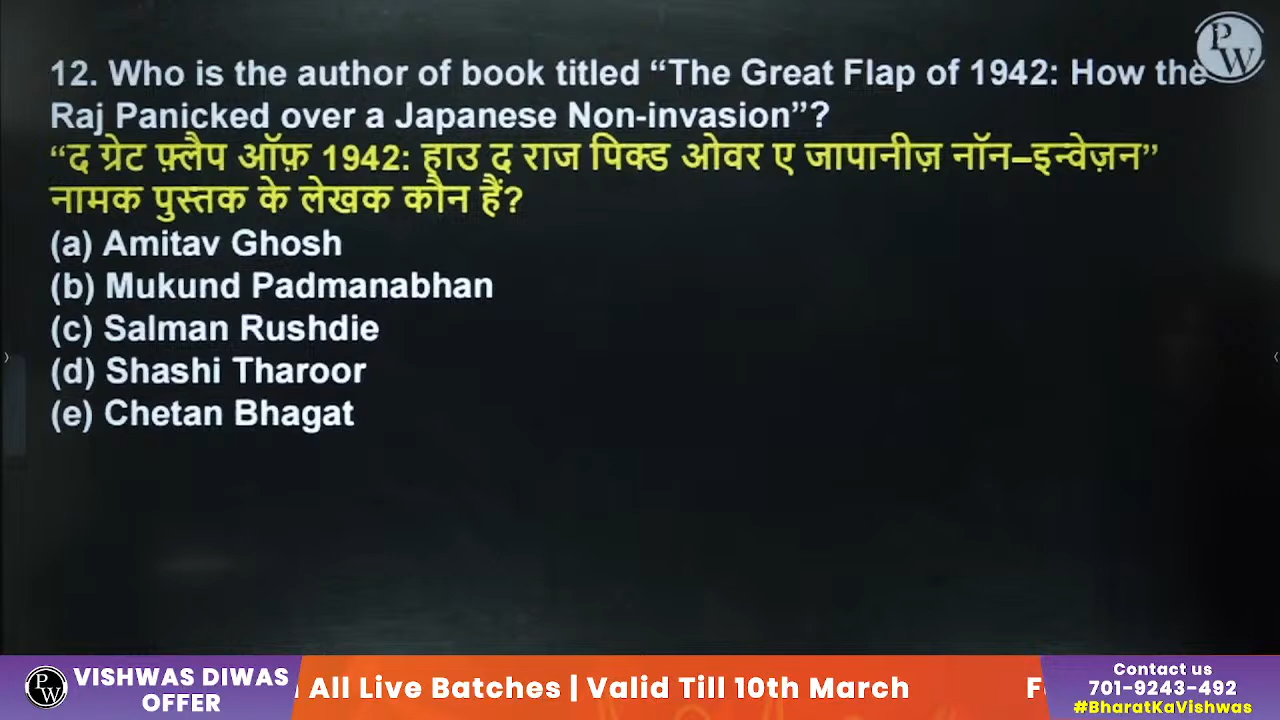 12. Who is the author of book titled “The Great Flap of 1942: How the
Raj Panicked over a Japanese Non-invasion”?
“द ग्रेट फ़्लैप ऑफ़ 1942: हाउ द राज पिक्ड ओवर ए जापानीज़ नॉन–इन्वेज़न”
नामक पुस्तक के लेखक कौन हैं?
(a) Amitav Ghosh
(b) Mukund Padmanabhan
(c) Salman Rushdie
(d) Shashi Tharoor
(e) Chetan Bhagat
PW
PW
VISHWAS DIWAS
OFFER
All Live Batches | Valid Till 10th March
Contact us
701-9243-492
#BharatKaVishwas